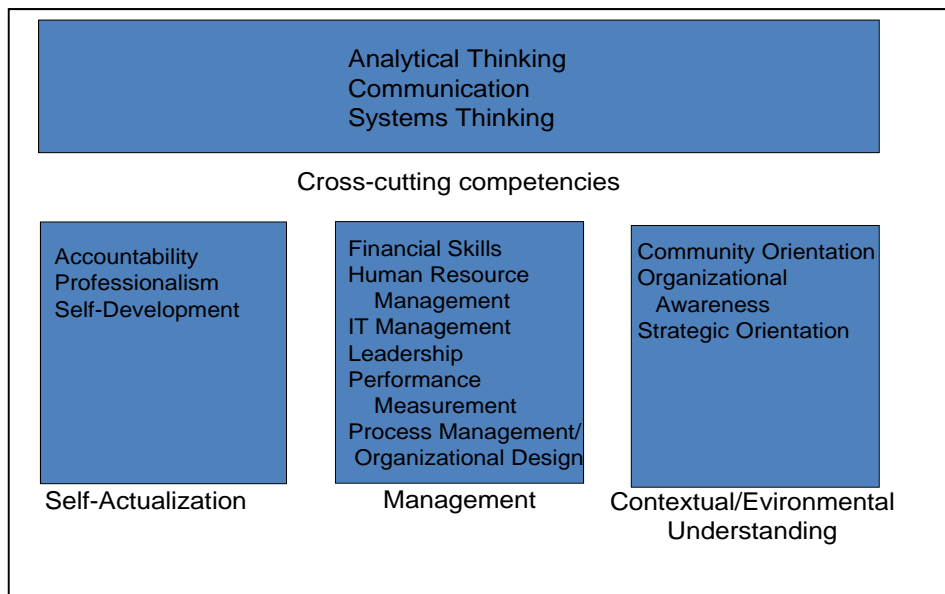 Analytical Thinking
Communication
Systems Thinking
Cross-cutting competencies
Accountability
Professionalism
Self-Development
Self-Actualization
Financial Skills
Human Resource
Management
IT Management
Leadership
Performance
Measurement
Process Management/
Organizational Design
Management
Community Orientation
Organizational
Awareness
Strategic Orientation
Contextual/Evironmental
Understanding